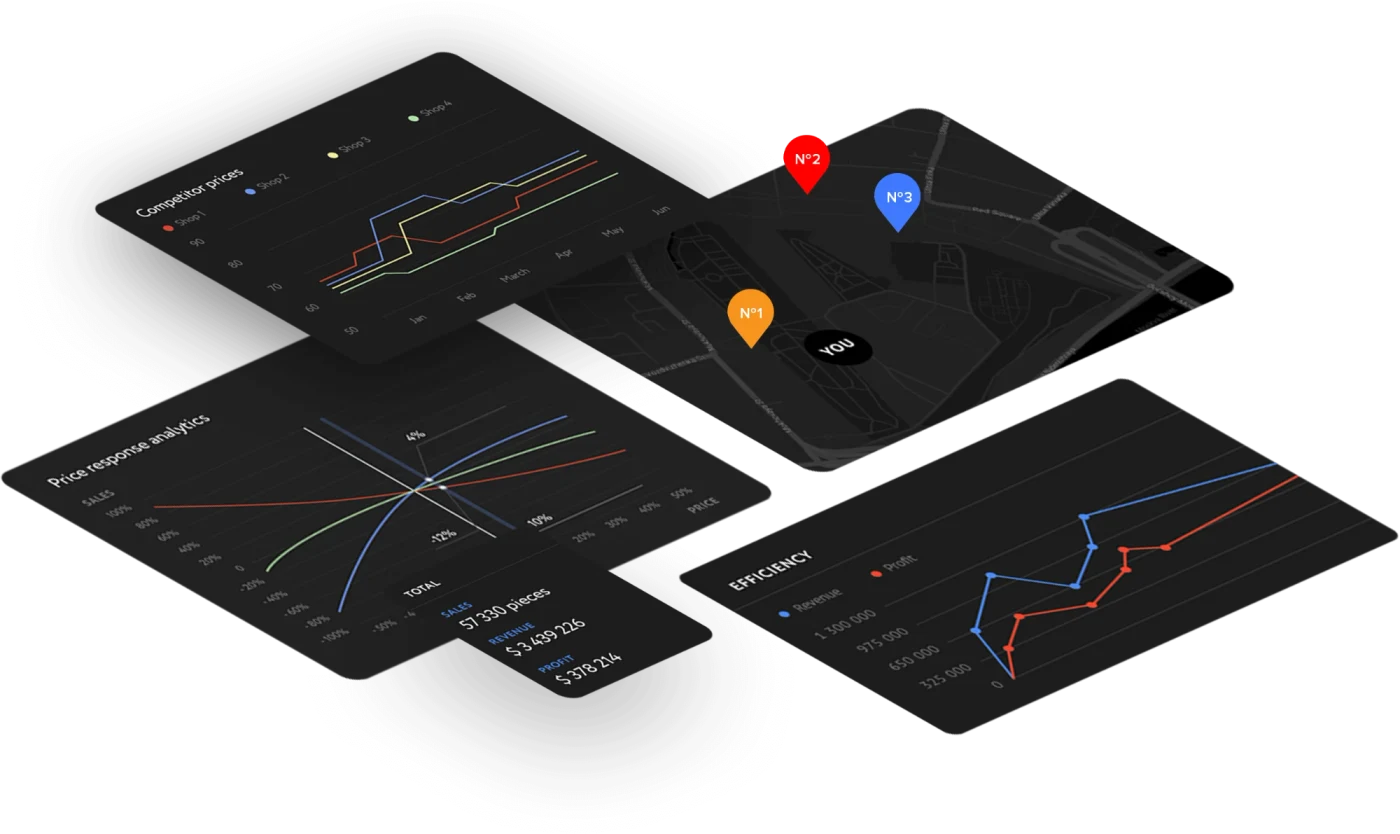 Competitor prices
Shop 1
Shop 2
Shop 3
Shop 4
90
80
70
60
50
Jan
Feb
March
Apr
May
Jun
Nº2
Nº3
Nº1
YOU
Price response analytics
SALES
100%
80%
60%
40%
20%
0
-20%
-40%
-60%
-80%
-100%
-50%
-4
20%
30%
40%
50%
PRICE
4%
-12%
10%
TOTAL
SALES
57 330 pieces
REVENUE
$ 3 439 226
PROFIT
$ 378 214
EFFICIENCY
Revenue
Profit
1 300 000
975 000
650 000
325 000
0